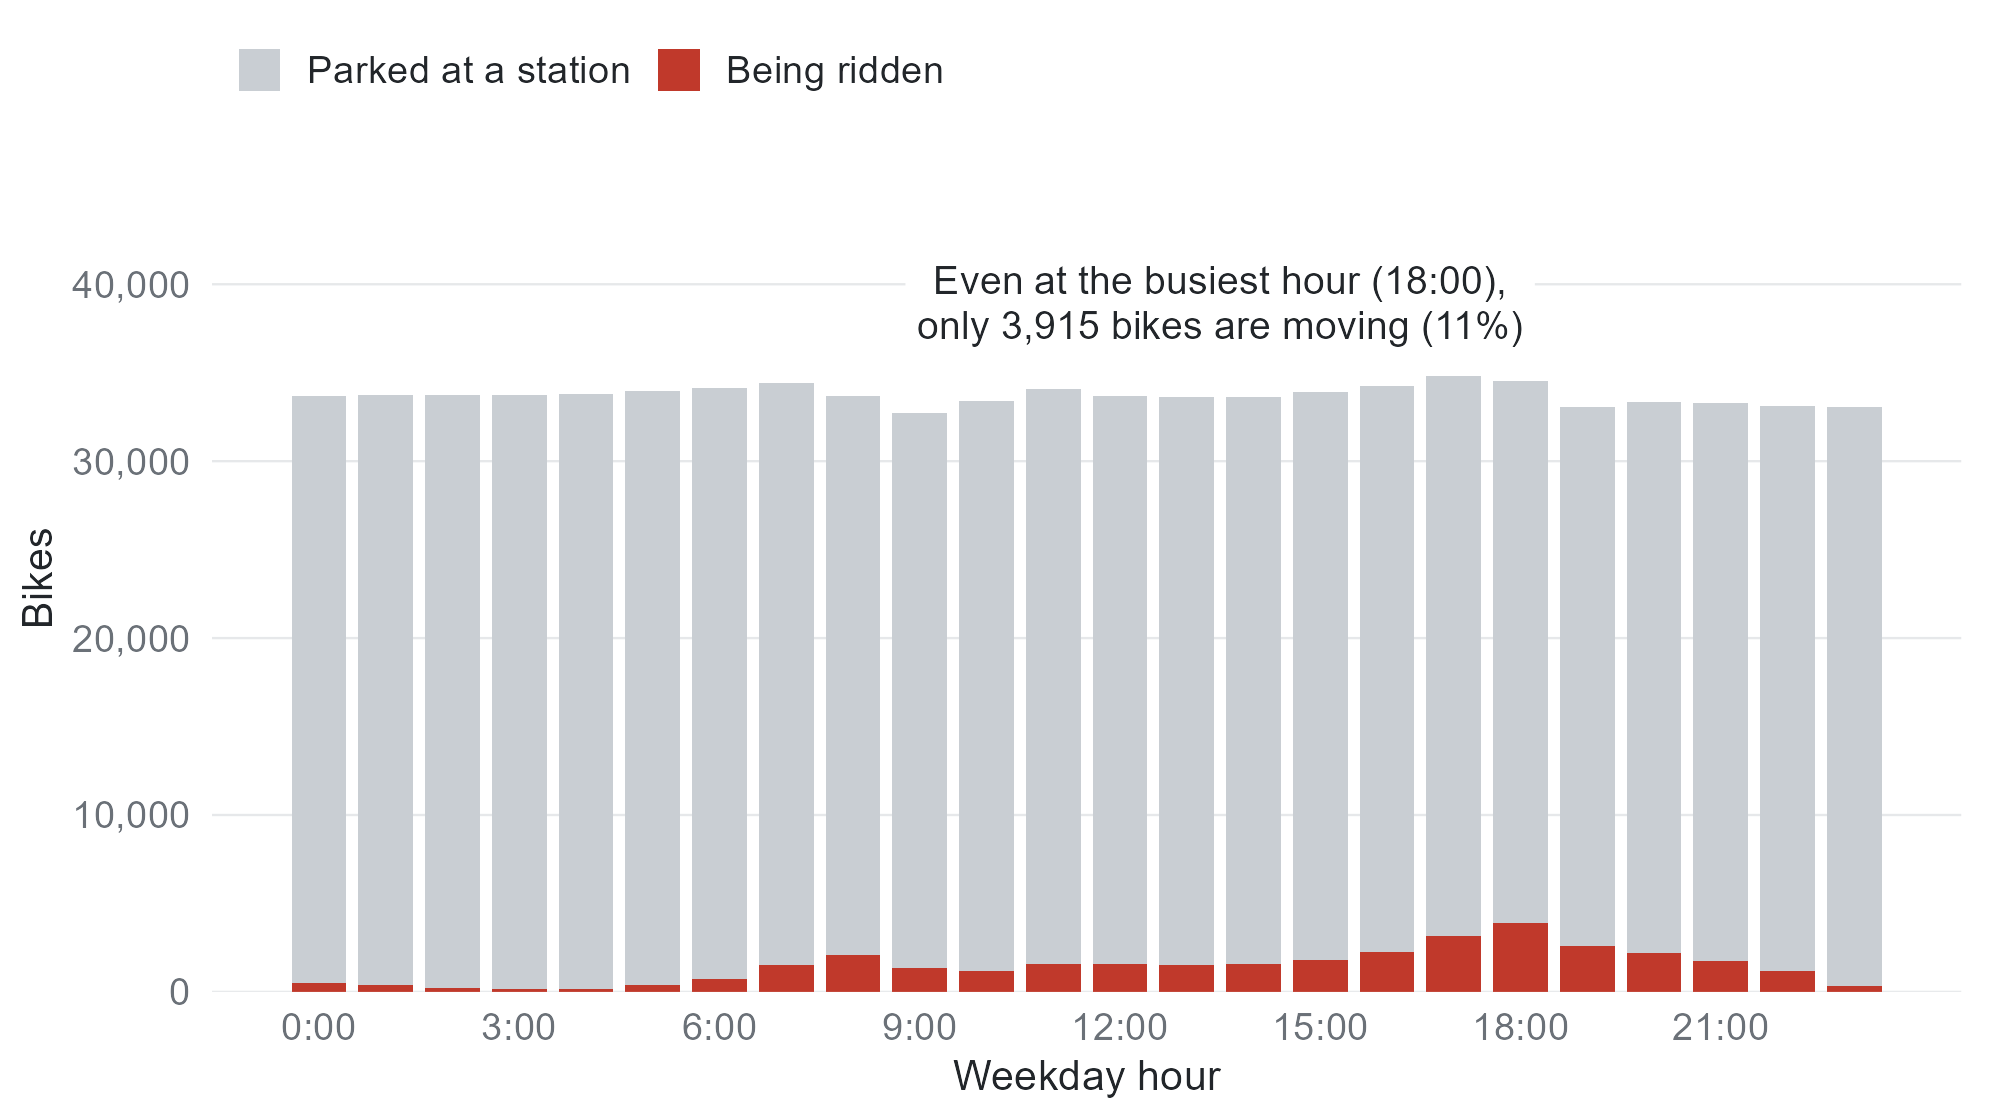 Parked at a station
Being ridden
Even at the busiest hour (18:00),
only 3,915 bikes are moving (11%)
40,000
30,000
20,000
10,000
0
Bikes
0:00
3:00
6:00
9:00
12:00
15:00
18:00
21:00
Weekday hour